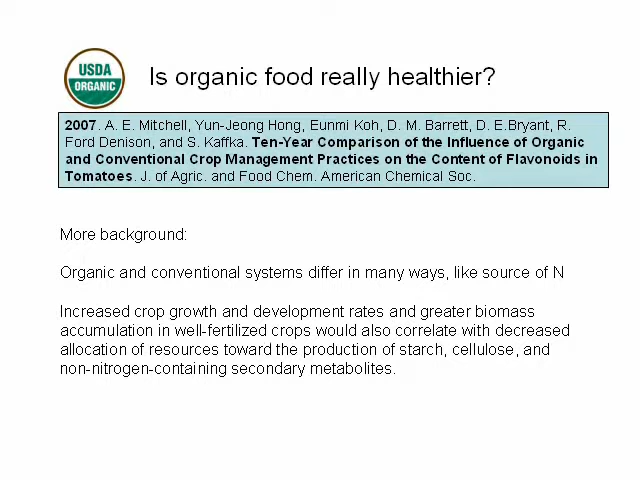 USDA
ORGANIC
Is organic food really healthier?
2007. A. E. Mitchell, Yun-Jeong Hong, Eunmi Koh, D. M. Barrett, D. E.Bryant, R.
Ford Denison, and S. Kaffka. Ten-Year Comparison of the Influence of Organic
and Conventional Crop Management Practices on the Content of Flavonoids in
Tomatoes. J. of Agric. and Food Chem. American Chemical Soc.
More background:
Organic and conventional systems differ in many ways, like source of N
Increased crop growth and development rates and greater biomass
accumulation in well-fertilized crops would also correlate with decreased
allocation of resources toward the production of starch, cellulose, and
non-nitrogen-containing secondary metabolites.